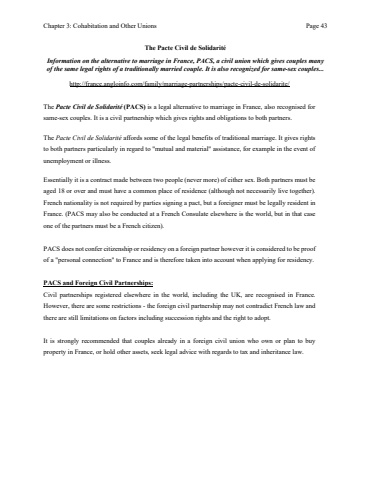 Chapter 3: Cohabitation and Other Unions Page 43
The Pacte Civil de Solidarité
Information on the alternative to marriage in France, PACS, a civil union which gives couples many
of the same legal rights of a traditionally married couple. It is also recognized for same-sex couples...
http://france.angloinfo.com/family/marriage-partnerships/pacte-civil-de-solidarite/
The Pacte Civil de Solidarité (PACS) is a legal alternative to marriage in France, also recognised for
same-sex couples. It is a civil partnership which gives rights and obligations to both partners.
The Pacte Civil de Solidarité affords some of the legal benefits of traditional marriage. It gives rights
to both partners particularly in regard to "mutual and material" assistance, for example in the event of
unemployment or illness.
Essentially it is a contract made between two people (never more) of either sex. Both partners must be
aged 18 or over and must have a common place of residence (although not necessarily live together).
French nationality is not required by parties signing a pact, but a foreigner must be legally resident in
France. (PACS may also be conducted at a French Consulate elsewhere is the world, but in that case
one of the partners must be a French citizen).
PACS does not confer citizenship or residency on a foreign partner however it is considered to be proof
of a "personal connection" to France and is therefore taken into account when applying for residency.
PACS and Foreign Civil Partnerships:
Civil partnerships registered elsewhere in the world, including the UK, are recognised in France.
However, there are some restrictions - the foreign civil partnership may not contradict French law and
there are still limitations on factors including succession rights and the right to adopt.
It is strongly recommended that couples already in a foreign civil union who own or plan to buy
property in France, or hold other assets, seek legal advice with regards to tax and inheritance law.